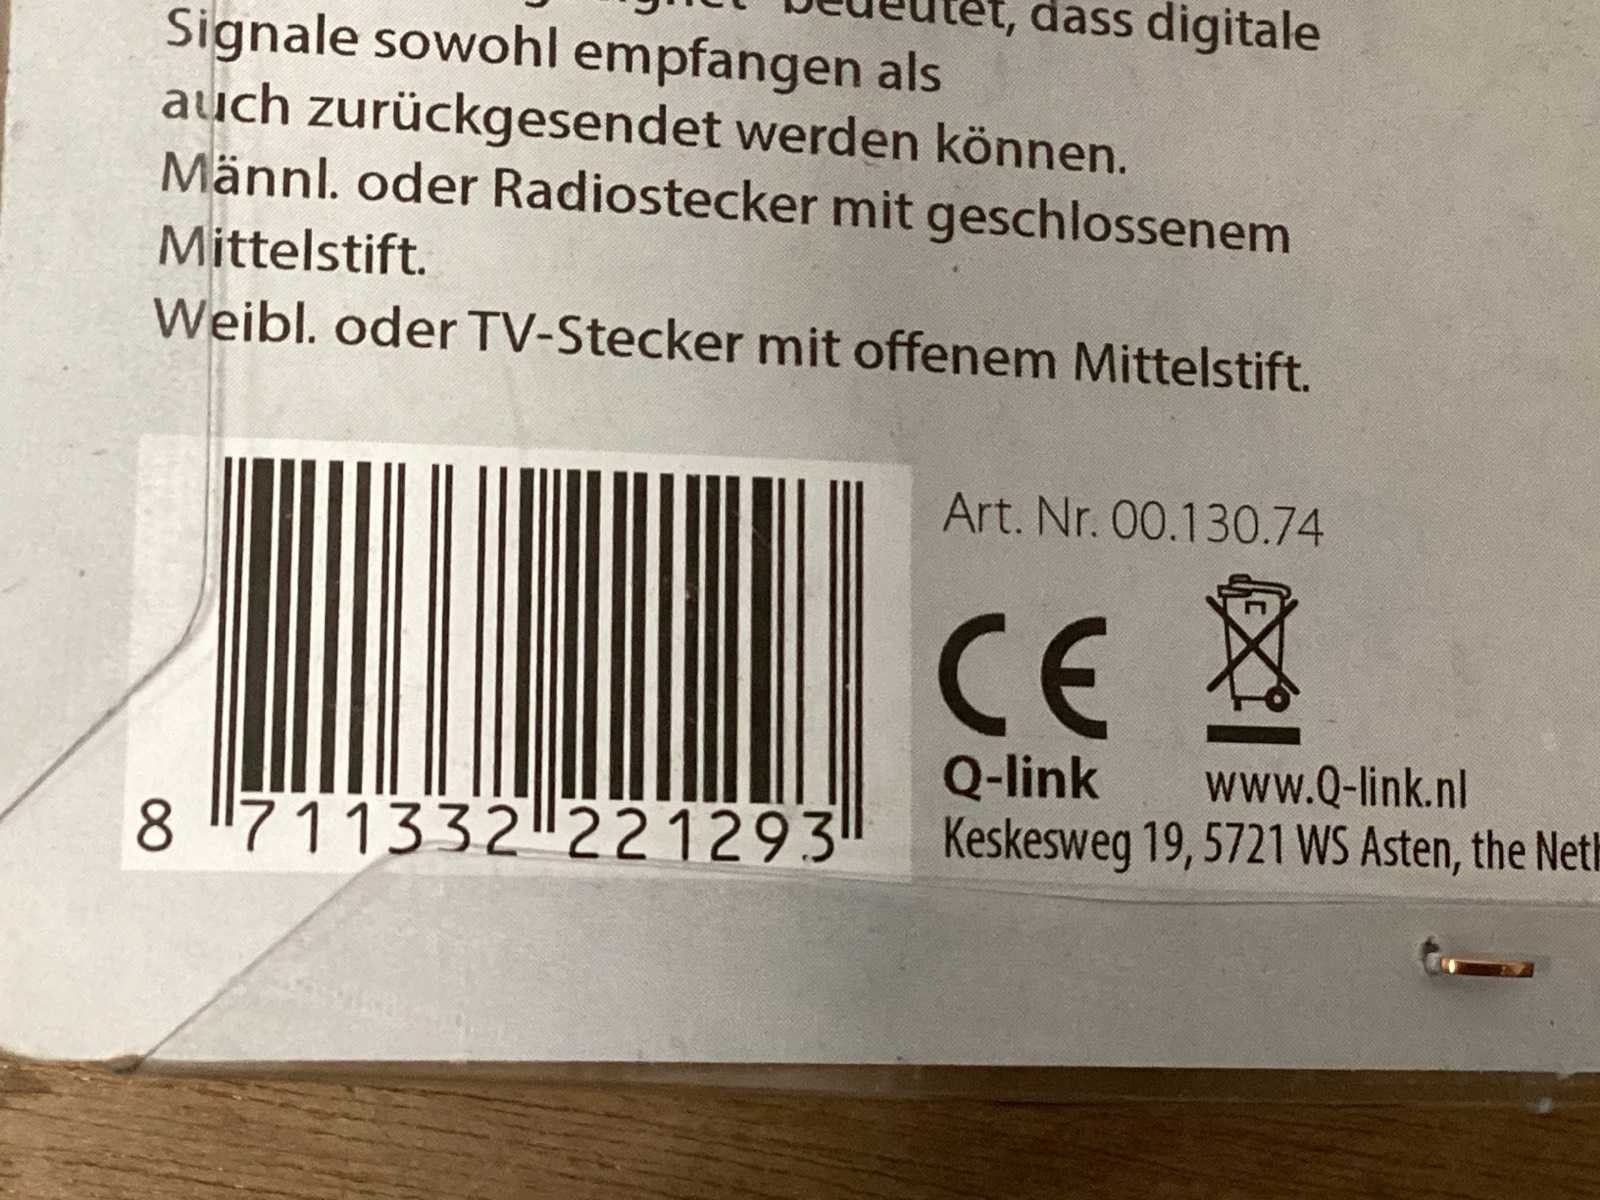 bedeutet, dass digitale
Signale sowohl empfangen als
auch zurückgesendet werden können.
Männl. oder Radiostecker mit geschlossenem
Mittelstift.
Weibl. oder TV-Stecker mit offenem Mittelstift.
Art. Nr. 00.130.74
CE
Q-link
www.Q-link.nl
Keskesweg 19, 5721 WS Asten, the
8 711332 221293